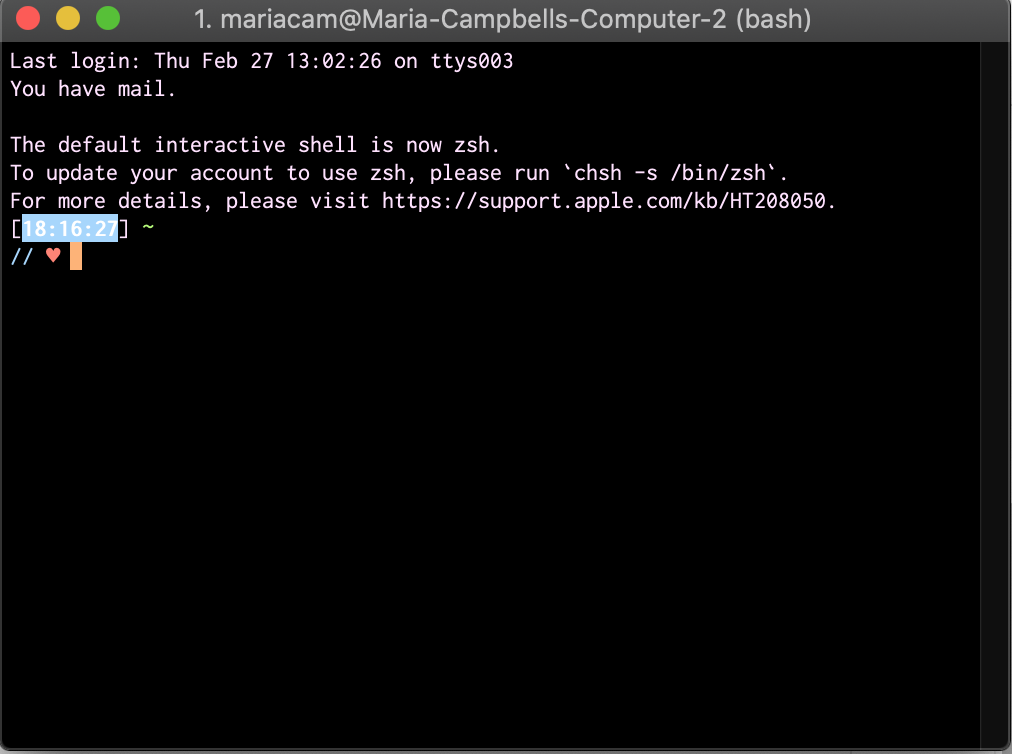 1. mariacam@Maria-Campbells-Computer-2 (bash)
Last login: Thu Feb 27 13:02:26 on ttys003
You have mail.
The default interactive shell is now zsh.
To update your account to use zsh, please run `chsh -s /bin/zsh`.
For more details, please visit https://support.apple.com/kb/HT208050.
[18:16:27] ~
// ♥